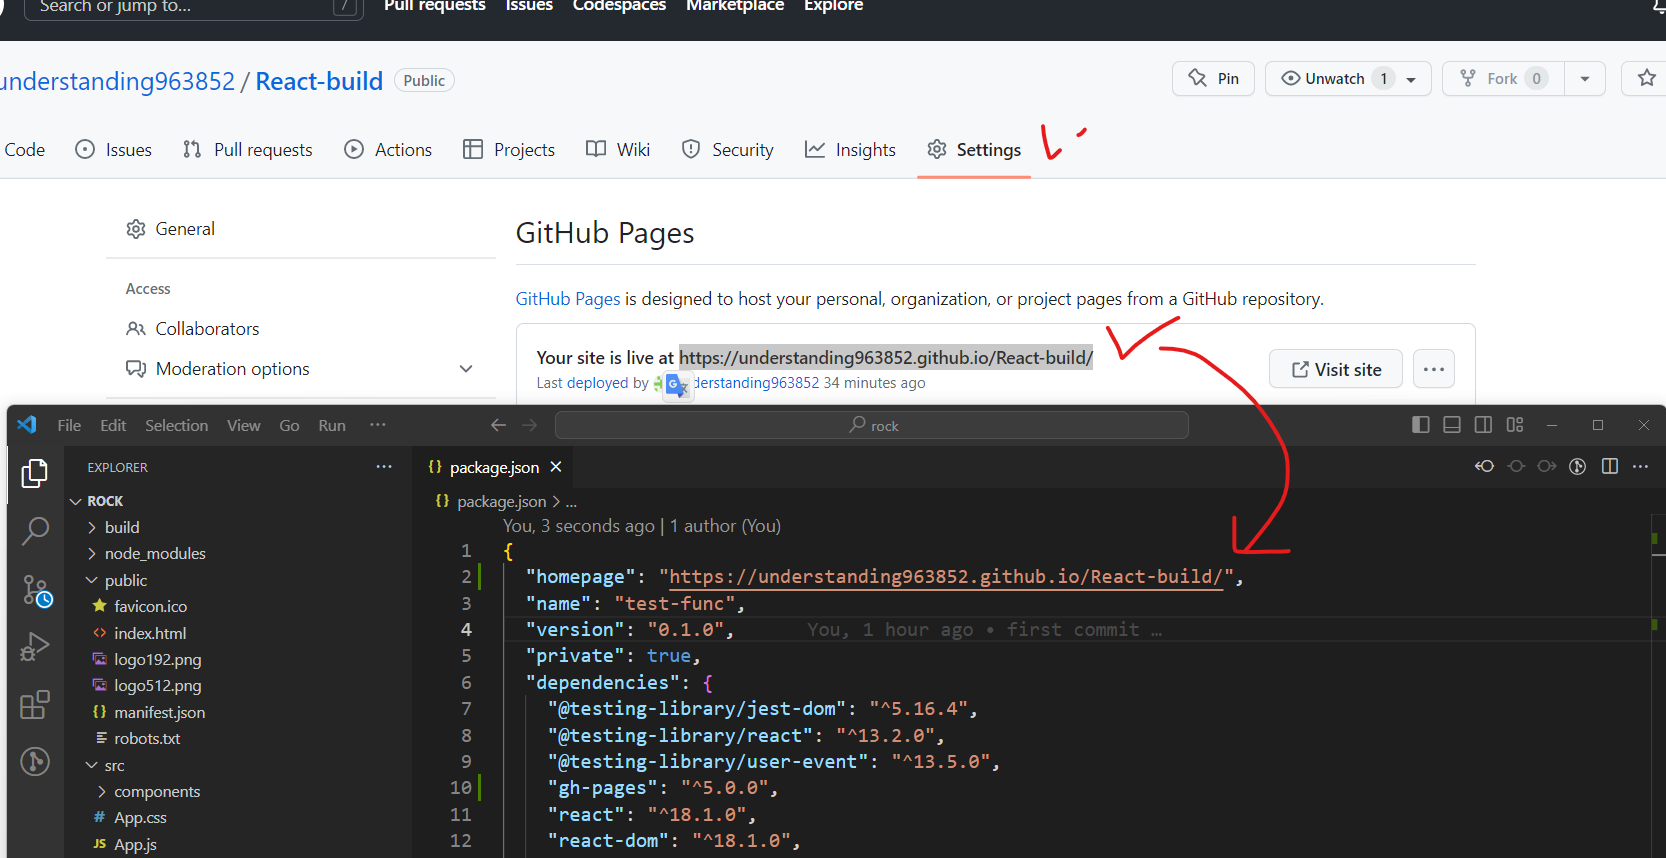 Search or jump to... /
Pull requests Issues Codespaces Marketplace Explore
understanding963852 / React-build Public
Pin Unwatch 1 Fork 0
Code Issues Pull requests Actions Projects Wiki Security Insights Settings
General
GitHub Pages
Access
GitHub Pages is designed to host your personal, organization, or project pages from a GitHub repository.
Collaborators
Your site is live at https://understanding963852.github.io/React-build/
Visit site ...
Moderation options
Last deployed by derstanding963852 34 minutes ago
File Edit Selection View Go Run ...
rock
EXPLORER ...
{} package.json
ROCK
{} package.json > ...
build
You, 3 seconds ago | 1 author (You)
node_modules
1 {
public
2 "homepage": "https://understanding963852.github.io/React-build/",
favicon.ico
3 "name": "test-func",
index.html
4 "version": "0.1.0", You, 1 hour ago • first commit …
logo192.png
5 "private": true,
logo512.png
6 "dependencies": {
{} manifest.json
7 "@testing-library/jest-dom": "^5.16.4",
robots.txt
8 "@testing-library/react": "^13.2.0",
src
9 "@testing-library/user-event": "^13.5.0",
components
10 "gh-pages": "^5.0.0",
# App.css
11 "react": "^18.1.0",
JS App.js
12 "react-dom": "^18.1.0",